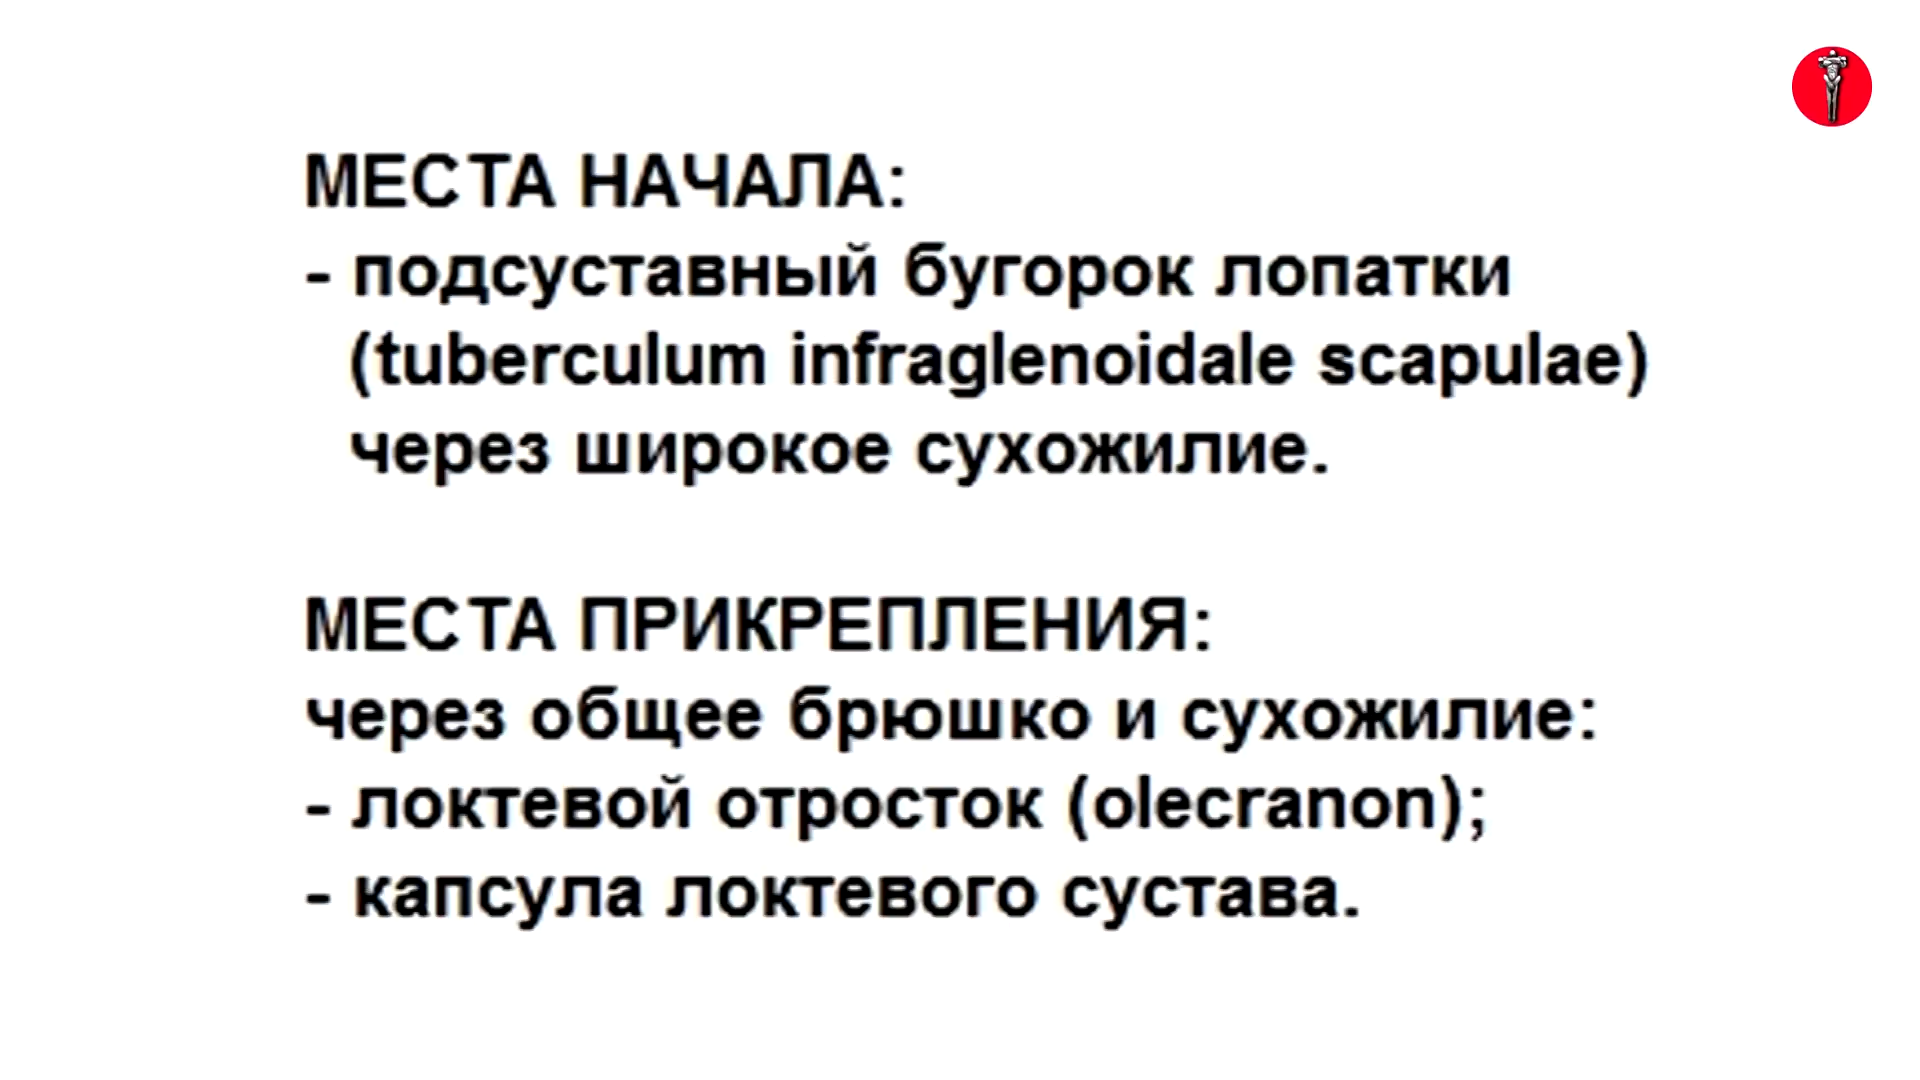 МЕСТА НАЧАЛА:
- подсуставный бугорок лопатки
(tuberculum infraglenoidale scapulae)
через широкое сухожилие.
МЕСТА ПРИКРЕПЛЕНИЯ:
через общее брюшко и сухожилие:
- локтевой отросток (olecranon);
- капсула локтевого сустава.